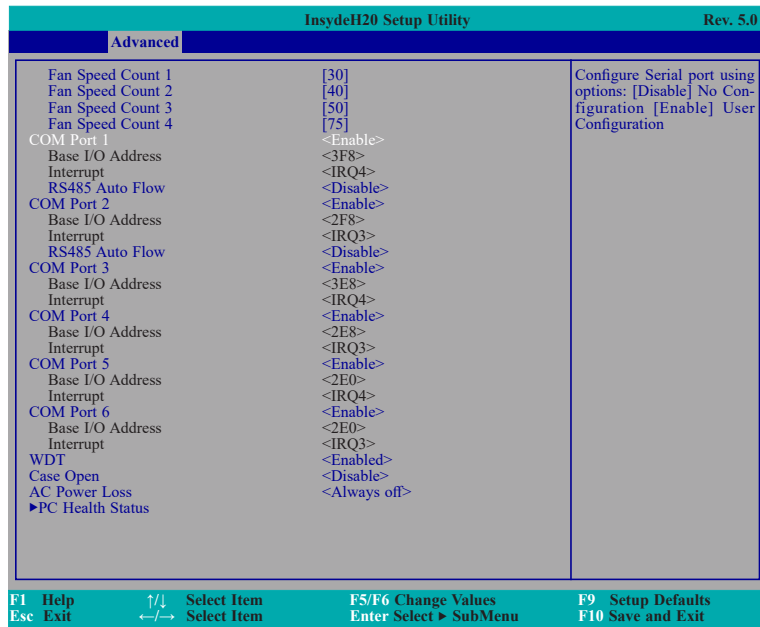 InsydeH20 Setup Utility Rev. 5.0
Advanced
Fan Speed Count 1 [30]
Fan Speed Count 2 [40]
Fan Speed Count 3 [50]
Fan Speed Count 4 [75]
COM Port 1 <Enable>
Base I/O Address <3F8>
Interrupt <IRQ4>
RS485 Auto Flow <Disable>
COM Port 2 <Enable>
Base I/O Address <2F8>
Interrupt <IRQ3>
RS485 Auto Flow <Disable>
COM Port 3 <Enable>
Base I/O Address <3E8>
Interrupt <IRQ4>
COM Port 4 <Enable>
Base I/O Address <2E8>
Interrupt <IRQ3>
COM Port 5 <Enable>
Base I/O Address <2E0>
Interrupt <IRQ4>
COM Port 6 <Enable>
Base I/O Address <2E0>
Interrupt <IRQ3>
WDT <Enabled>
Case Open <Disable>
AC Power Loss <Always off>
►PC Health Status
Configure Serial port using
options: [Disable] No Con-
figuration [Enable] User
Configuration
F1 Help ↑/↓ Select Item F5/F6 Change Values F9 Setup Defaults
Esc Exit ←/→ Select Item Enter Select ► SubMenu F10 Save and Exit